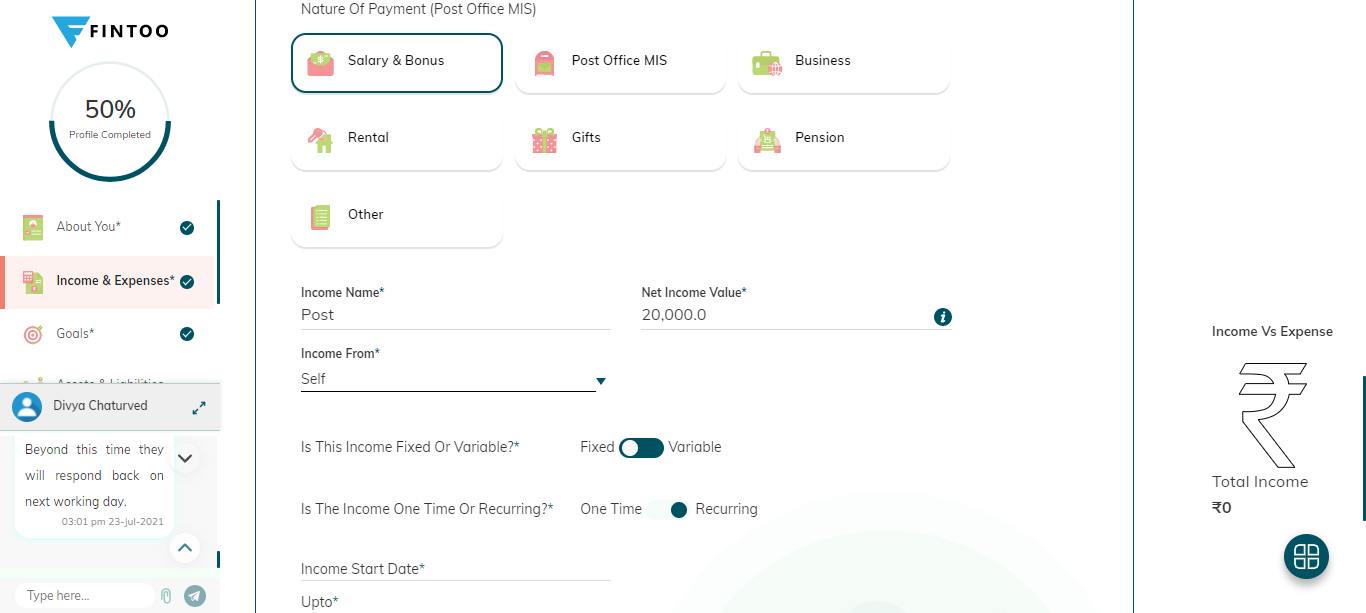 FINTOO
50%
Profile Completed
About You*
Income & Expenses*
Goals*
Assets & Liabilities
Divya Chaturved
Beyond this time they
will respond back on
next working day.
03:01 pm 23-Jul-2021
Type here...
Nature Of Payment (Post Office MIS)
Salary & Bonus
Post Office MIS
Business
Rental
Gifts
Pension
Other
Income Name*
Post
Net Income Value*
20,000.0
Income From*
Self
Is This Income Fixed Or Variable?* Fixed Variable
Is The Income One Time Or Recurring?* One Time Recurring
Income Start Date*
Upto*
Income Vs Expense
₹
Total Income
₹0